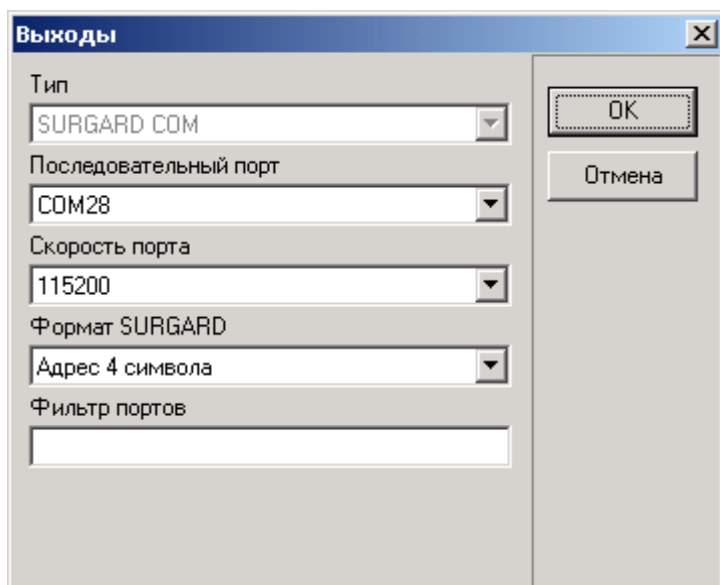 Выходы
Тип
SURGARD COM
Последовательный порт
COM28
Скорость порта
115200
Формат SURGARD
Адрес 4 символа
Фильтр портов
OK
Отмена